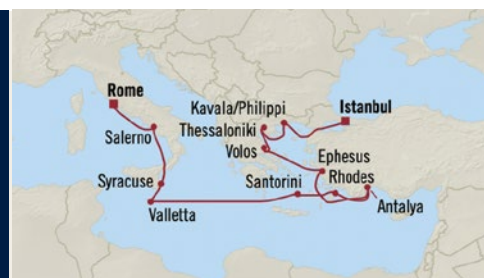 Rome
Kavala/Philippi
Istanbul
Salerno
Thessaloniki
Volos
Ephesus
Syracuse
Santorini
Rhodes
Valletta
Antalya